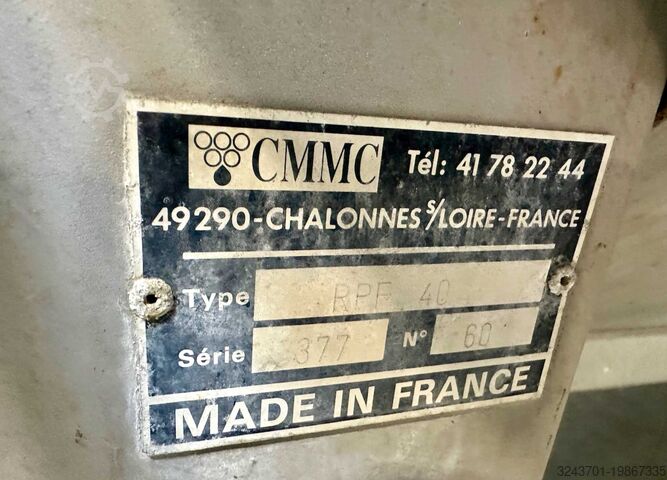 CMMC Tél: 41 78 22 44
49290-CHALONNES S/LOIRE-FRANCE
Type RPF 40
Série 377 N° 60
MADE IN FRANCE
3243701-19867335